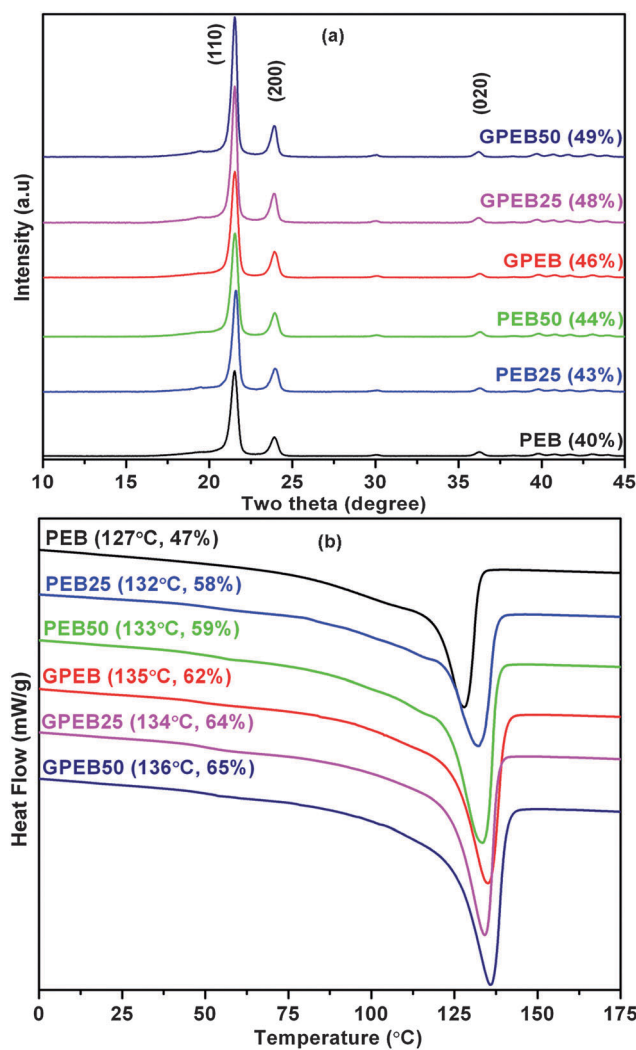 (a)
(110)
(200)
(020)
GPEB50 (49%)
GPEB25 (48%)
GPEB (46%)
PEB50 (44%)
PEB25 (43%)
PEB (40%)
Intensity (a.u)
10 15 20 25 30 35 40 45
Two theta (degree)
(b)
PEB (127°C, 47%)
PEB25 (132°C, 58%)
PEB50 (133°C, 59%)
GPEB (135°C, 62%)
GPEB25 (134°C, 64%)
GPEB50 (136°C, 65%)
Heat Flow (mW/g)
0 25 50 75 100 125 150 175
Temperature (°C)